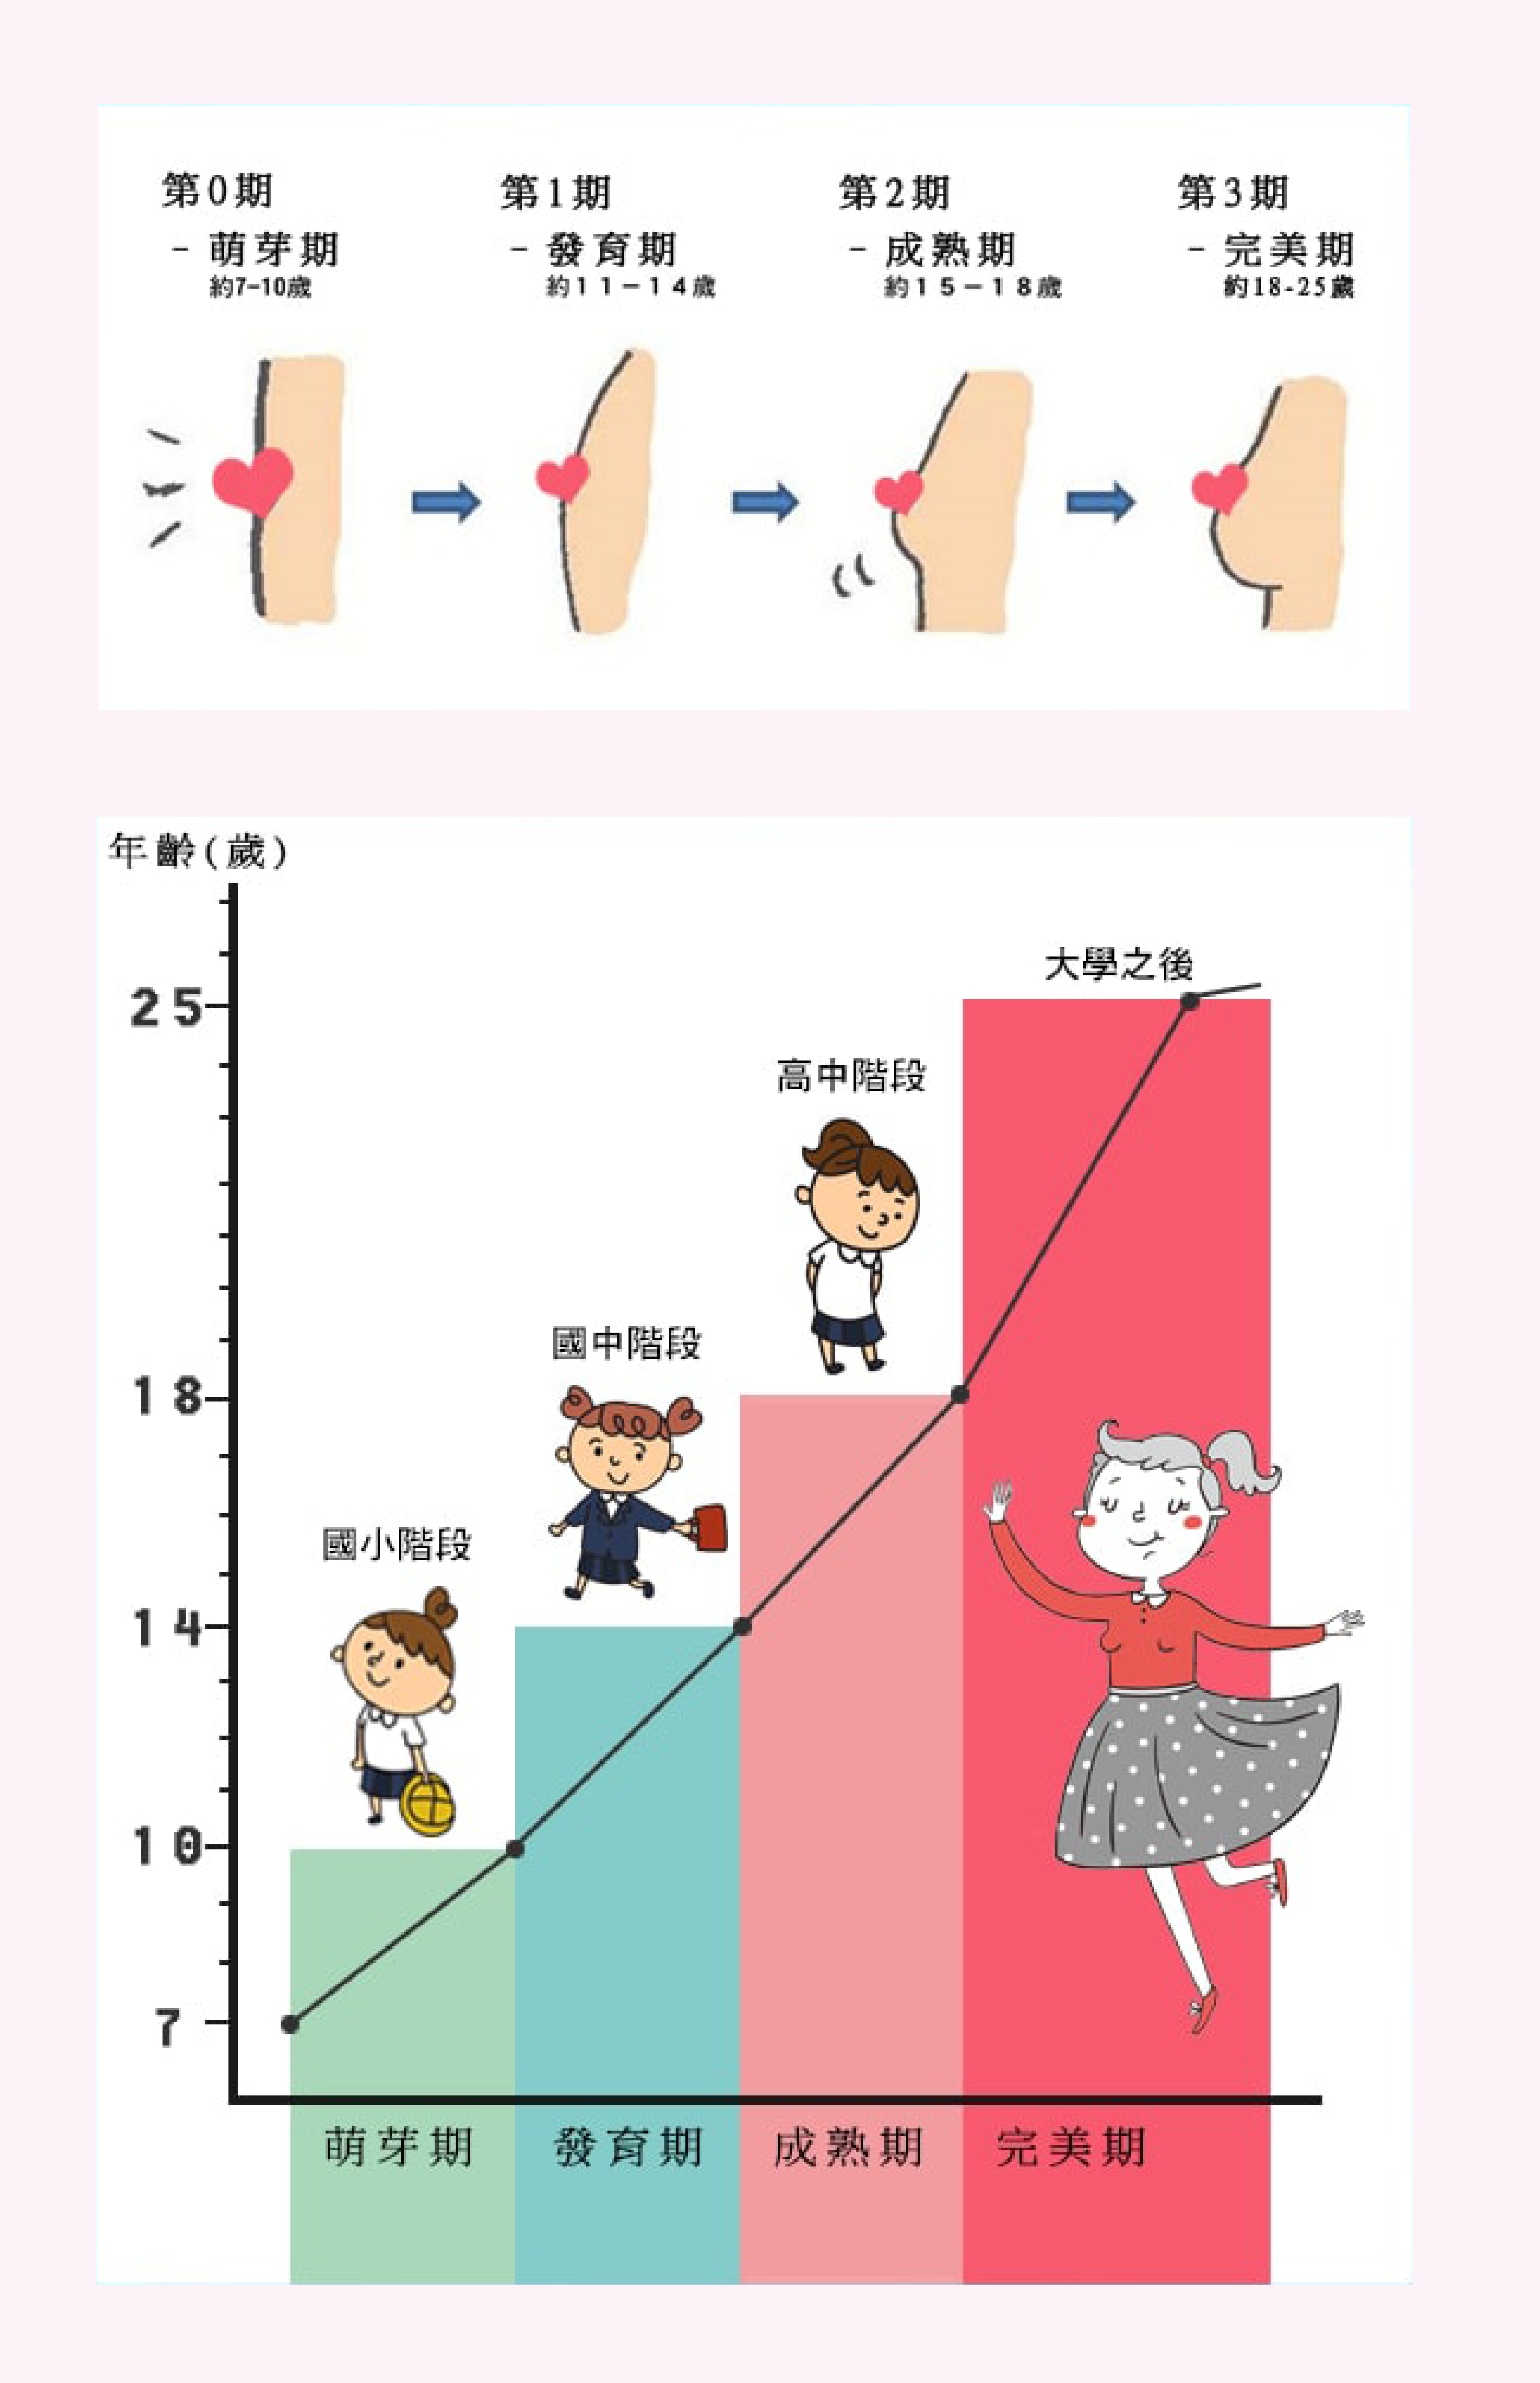 第0期
- 萌芽期
約7-10歲
第1期
- 發育期
約11-14歲
第2期
- 成熟期
約15-18歲
第3期
- 完美期
約18-25歲
年齡(歲)
25
18
14
10
7
大學之後
高中階段
國中階段
國小階段
萌芽期
發育期
成熟期
完美期